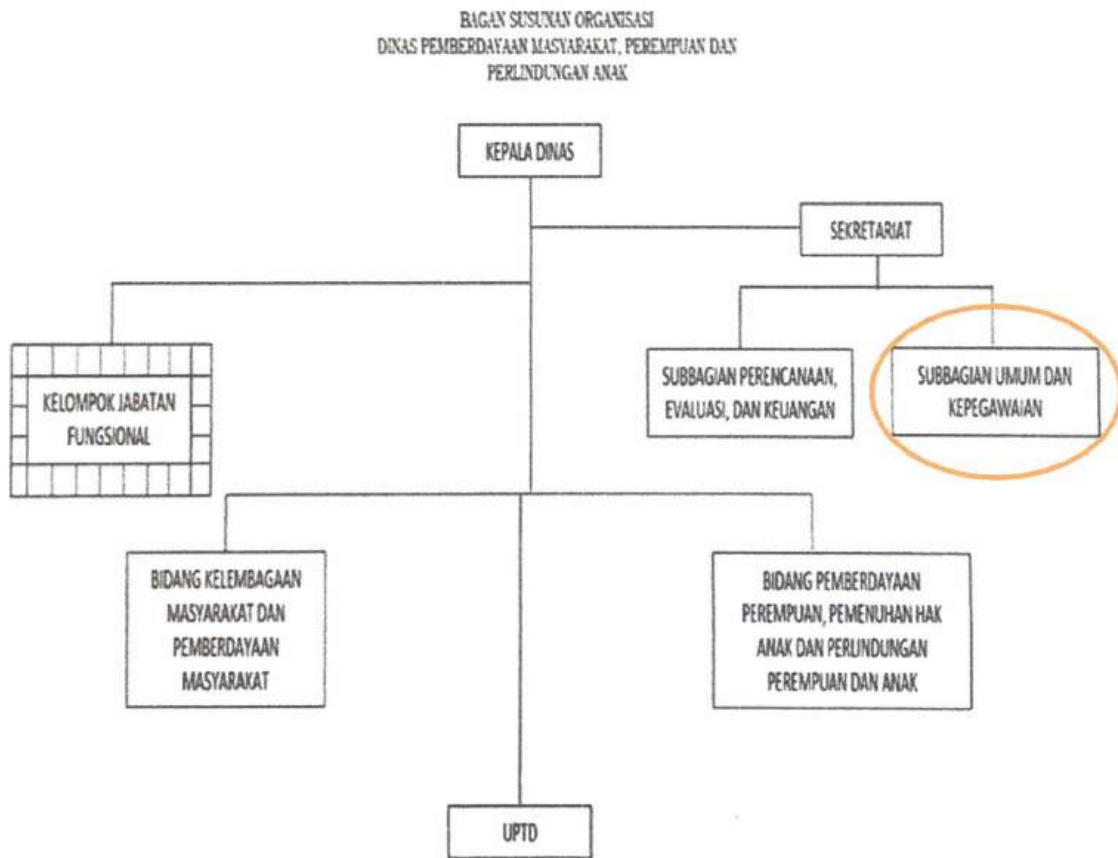 BAGAN SUSUNAN ORGANISASI
DINAS PEMBERDAYAAN MASYARAKAT, PEREMPUAN DAN
PERLINDUNGAN ANAK
KEPALA DINAS
SEKRETARIAT
KELOMPOK JABATAN
FUNGSIONAL
SUBBAGIAN PERENCANAAN,
EVALUASI, DAN KEUANGAN
SUBBAGIAN UMUM DAN
KEPEGAWAIAN
BIDANG KELEMBAGAAN
MASYARAKAT DAN
PEMBERDAYAAN
MASYARAKAT
BIDANG PEMBERDAYAAN
PEREMPUAN, PEMENUHAN HAK
ANAK DAN PERLINDUNGAN
PEREMPUAN DAN ANAK
UPTD